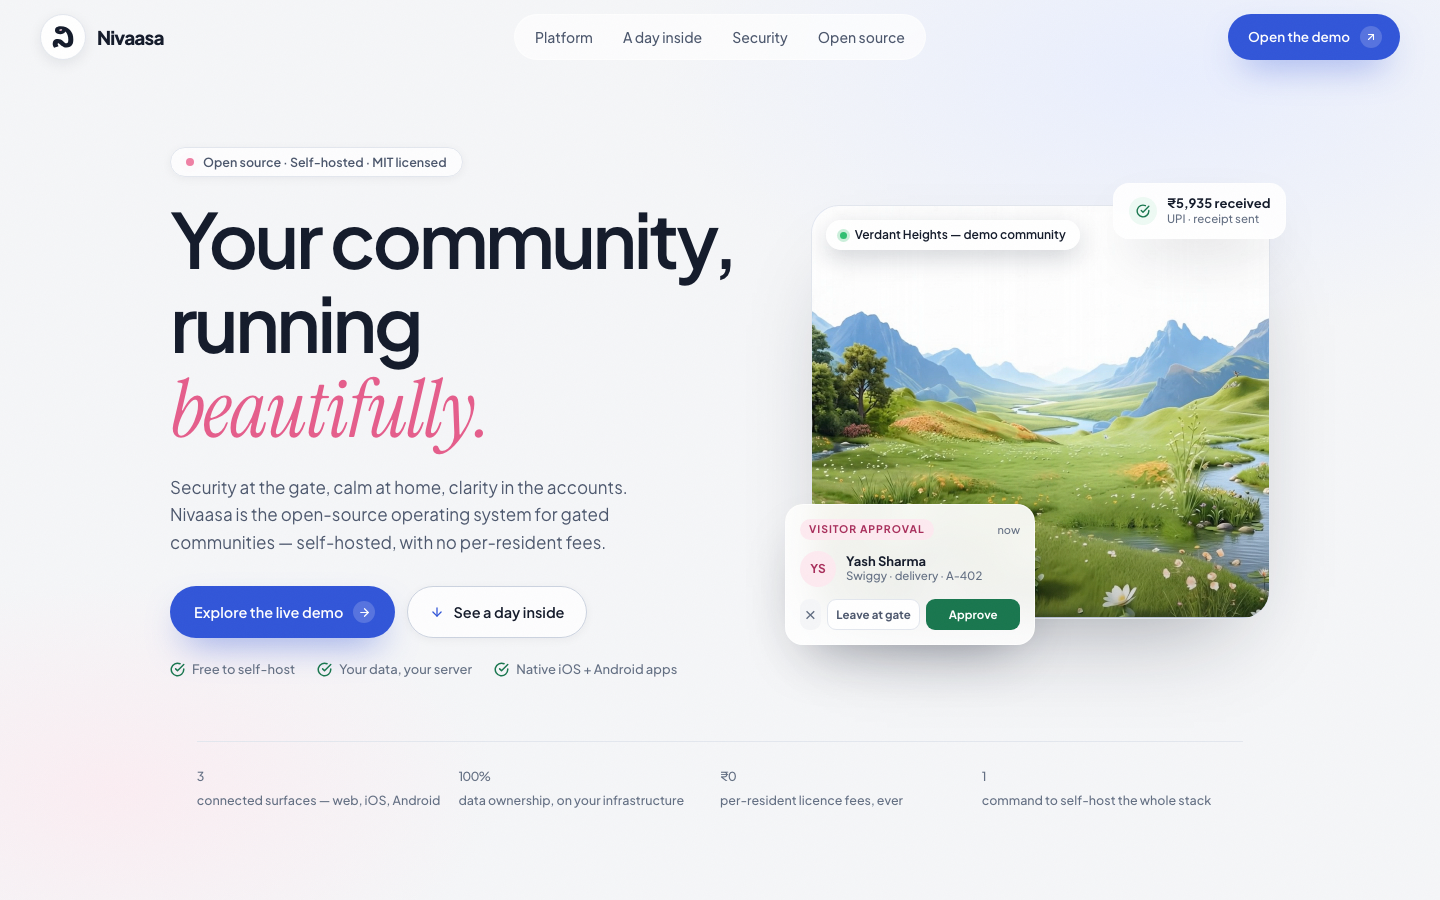 Nivaasa
Platform
A day inside
Security
Open source
Open the demo
Open source · Self-hosted · MIT licensed
Your community,
running
beautifully.
Security at the gate, calm at home, clarity in the accounts.
Nivaasa is the open-source operating system for gated
communities — self-hosted, with no per-resident fees.
Explore the live demo
See a day inside
Free to self-host
Your data, your server
Native iOS + Android apps
₹5,935 received
UPI · receipt sent
Verdant Heights — demo community
VISITOR APPROVAL
now
YS
Yash Sharma
Swiggy · delivery · A-402
Leave at gate
Approve
3
connected surfaces — web, iOS, Android
100%
data ownership, on your infrastructure
₹0
per-resident licence fees, ever
1
command to self-host the whole stack